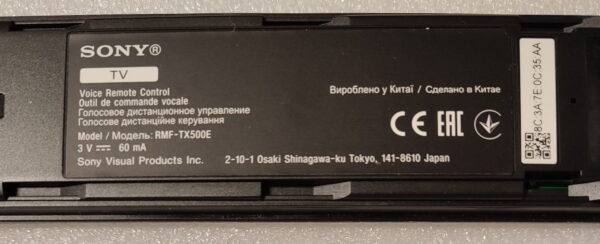 SONY®
TV
Voice Remote Control
Outil de commande vocale
Голосовое дистанционное управление
Голосове дистанційне керування
Model / Модель: RMF-TX500E
3 V ⎓ 60 mA
Sony Visual Products Inc.
2-10-1 Osaki Shinagawa-ku Tokyo, 141-8610 Japan
Вироблено у Китаї / Сделано в Китае
CE EAC
8C:3A:7E:0C:35:AA